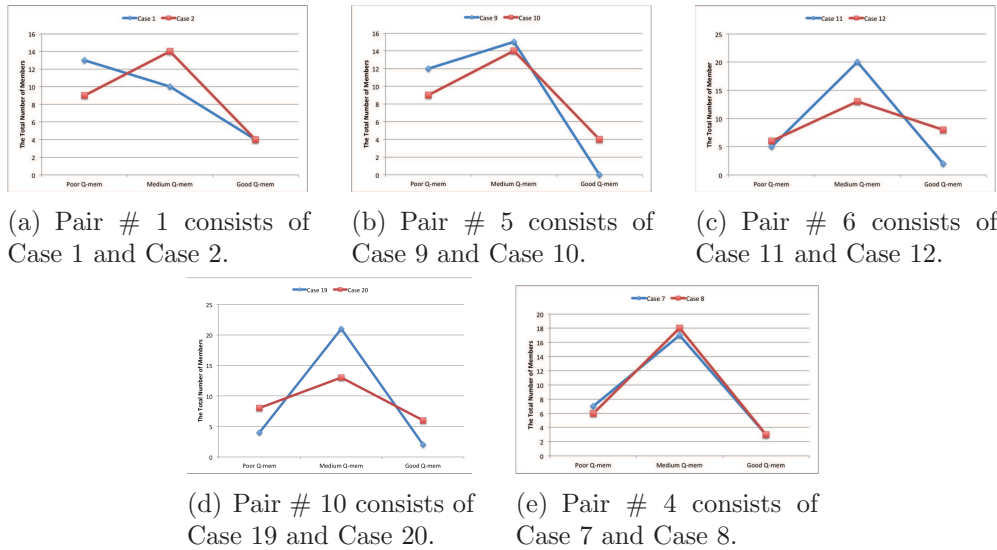 Case 1 Case 2
The Total Number of Members
16
14
12
10
8
6
4
2
0
Poor Q-mem Medium Q-mem Good Q-mem
(a) Pair # 1 consists of
Case 1 and Case 2.
Case 9 Case 10
The Total Number of Members
16
14
12
10
8
6
4
2
0
Poor Q-mem Medium Q-mem Good Q-mem
(b) Pair # 5 consists of
Case 9 and Case 10.
Case 11 Case 12
The Total Number of Member
25
20
15
10
5
0
Poor Q-mem Medium Q-mem Good Q-mem
(c) Pair # 6 consists of
Case 11 and Case 12.
Case 19 Case 20
The Total Number of Members
25
20
15
10
5
0
Poor Q-mem Medium Q-mem Good Q-mem
(d) Pair # 10 consists of
Case 19 and Case 20.
Case 7 Case 8
The Total Number of Members
20
18
16
14
12
10
8
6
4
2
0
Poor Q-mem Medium Q-mem Good Q-mem
(e) Pair # 4 consists of
Case 7 and Case 8.